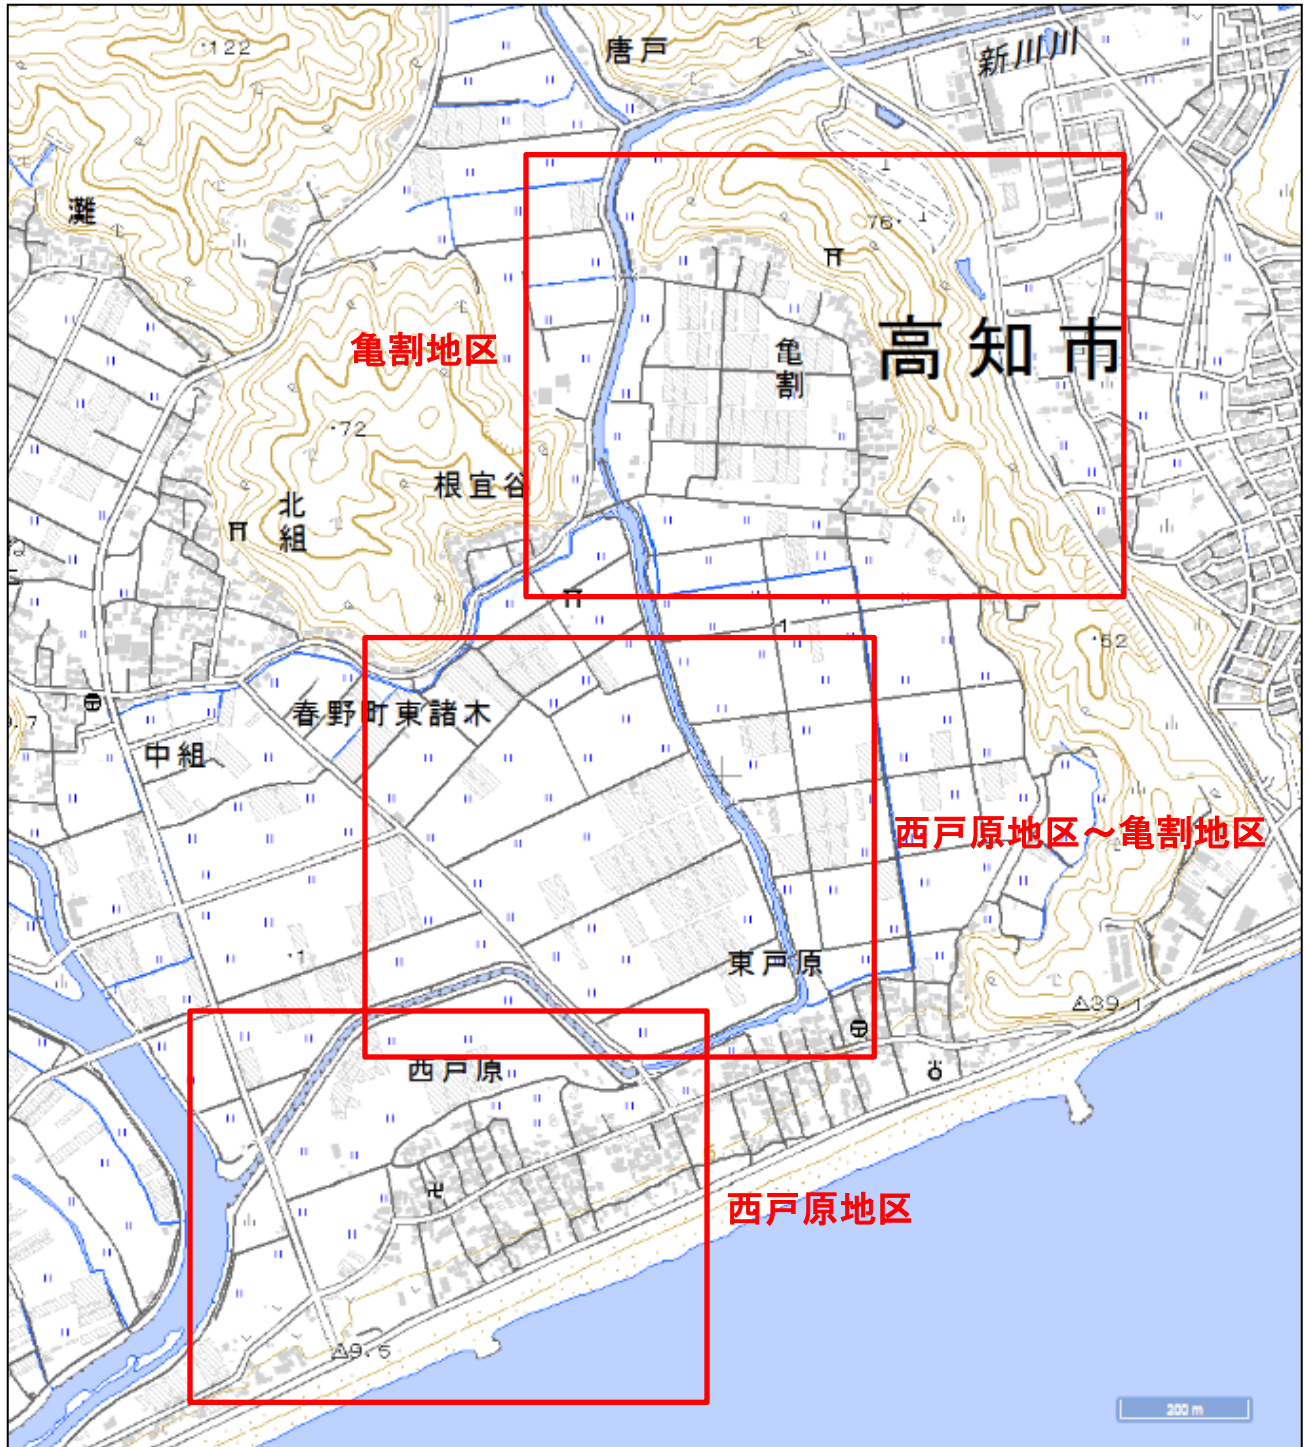 ・122
唐戸
新川川
灘
76・
高知市
亀割地区
亀割
・72
根宜谷
北組
1
・52
春野町東諸木
中組
西戸原地区～亀割地区
東戸原
・1
39.1
西戸原
西戸原地区
9.5
200 m